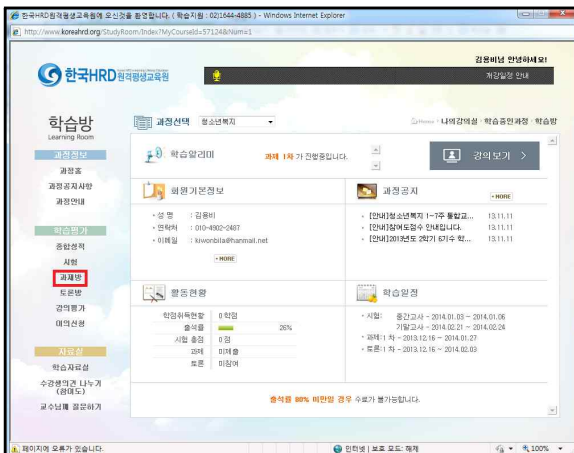 한국HRD원격평생교육원에 오신것을 환영합니다. ( 학습지원 : 02)1644-4885 ) - Windows Internet Explorer
http://www.koreahrd.org/StudyRoom/Index?MyCourseId=57124&Num=1
김용비님 안녕하세요!
한국HRD원격평생교육원
개강일정 안내
학습방
Learning Room
과정선택 청소년복지
Home > 나의강의실 > 학습중인과정 > 학습방
과정정보
과정홈
과정공지사항
과정안내
학습평가
종합성적
시험
과제방
토론방
강의평가
이의신청
자료실
학습자료실
수강생의견 나누기
(참여도)
교수님께 질문하기
학습알리미
과제 1차 가 진행중입니다.
강의보기 >
회원기본정보
· 성 명 : 김용비
· 연락처 : 010-4902-2487
· 이메일 : kiwonbila@hanmail.net
• MORE
과정공지
• MORE
· [안내]청소년복지 1~7주 통합교... 13.11.11
· [안내]참여도점수 안내입니다. 13.11.11
· [안내]2013년도 2학기 6기수 학... 13.11.11
활동현황
학점취득현황 0 학점
출석률 26%
시험 총점 0 점
과제 미제출
토론 미참여
학습일정
· 시험: 중간고사 - 2014.01.03 ~ 2014.01.06
기말고사 - 2014.02.21 ~ 2014.02.24
· 과제:1 차 - 2013.12.16 ~ 2014.01.27
· 토론:1 차 - 2013.12.16 ~ 2014.02.03
출석률 80% 미만일 경우 수료가 불가능합니다.
페이지에 오류가 있습니다.
인터넷 | 보호 모드: 해제
100%